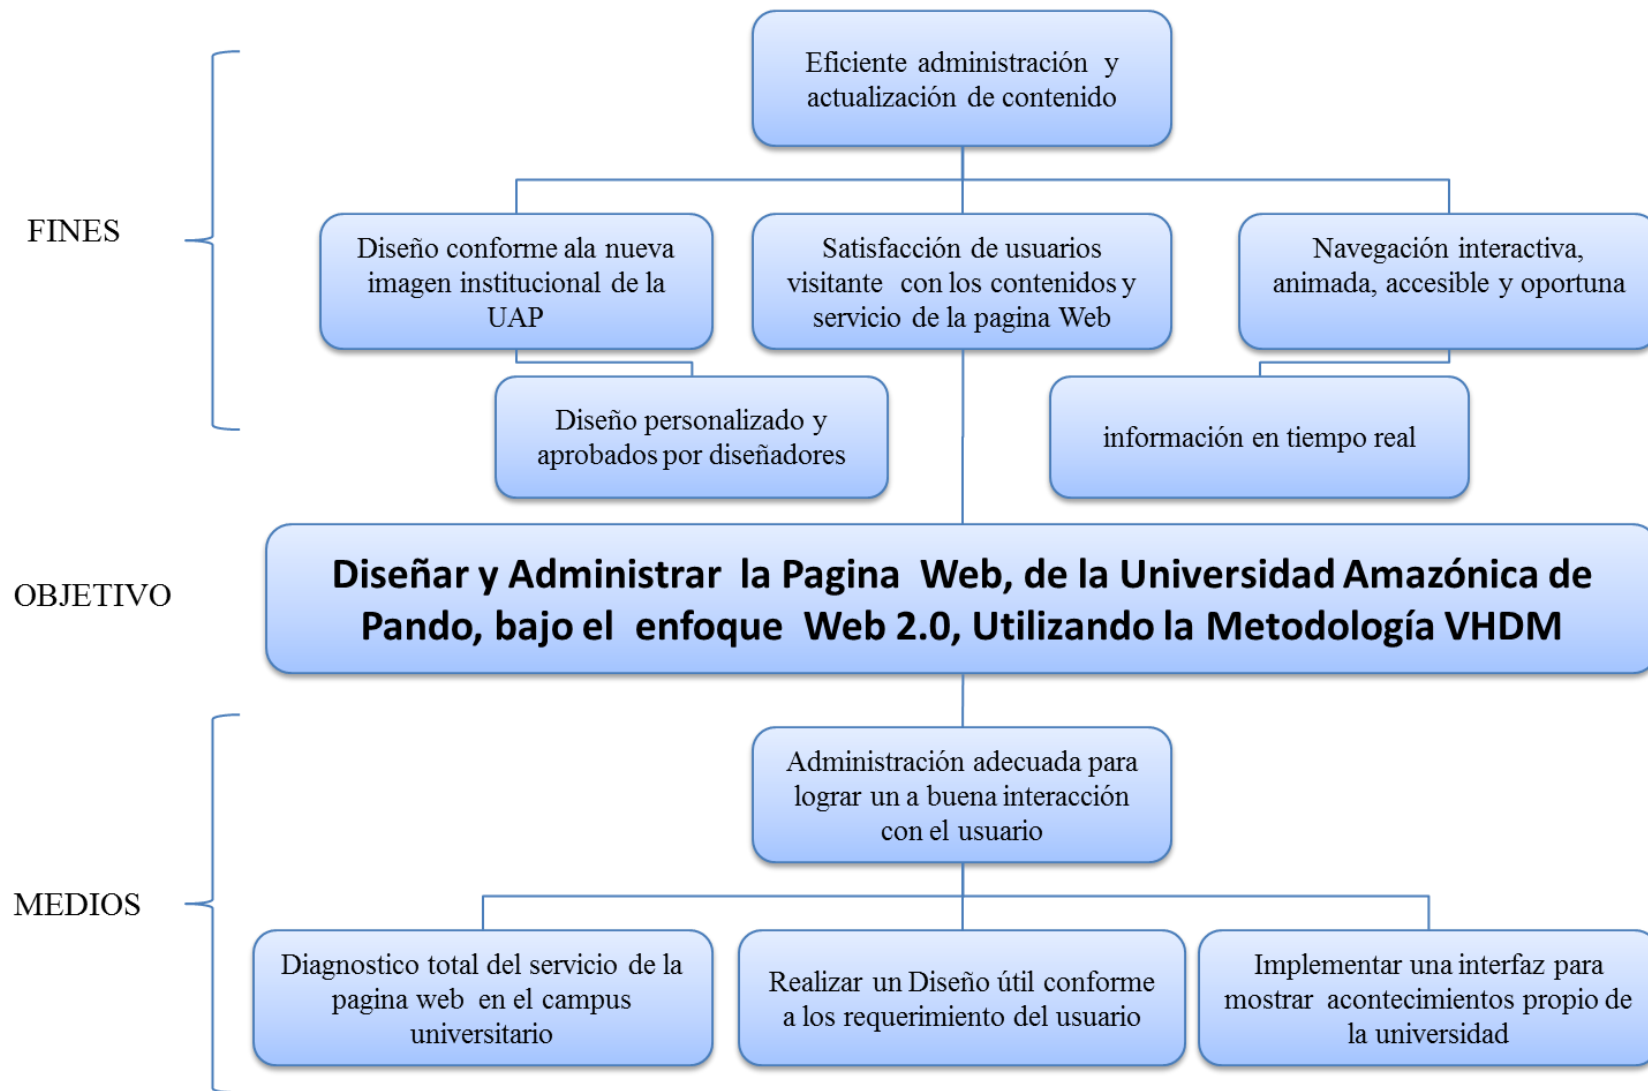 Eficiente administración y
actualización de contenido
FINES
Diseño conforme ala nueva
imagen institucional de la
UAP
Satisfacción de usuarios
visitante con los contenidos y
servicio de la pagina Web
Navegación interactiva,
animada, accesible y oportuna
Diseño personalizado y
aprobados por diseñadores
información en tiempo real
OBJETIVO
Diseñar y Administrar la Pagina Web, de la Universidad Amazónica de
Pando, bajo el enfoque Web 2.0, Utilizando la Metodología VHDM
Administración adecuada para
lograr un a buena interacción
con el usuario
MEDIOS
Diagnostico total del servicio de la
pagina web en el campus
universitario
Realizar un Diseño útil conforme
a los requerimiento del usuario
Implementar una interfaz para
mostrar acontecimientos propio de
la universidad